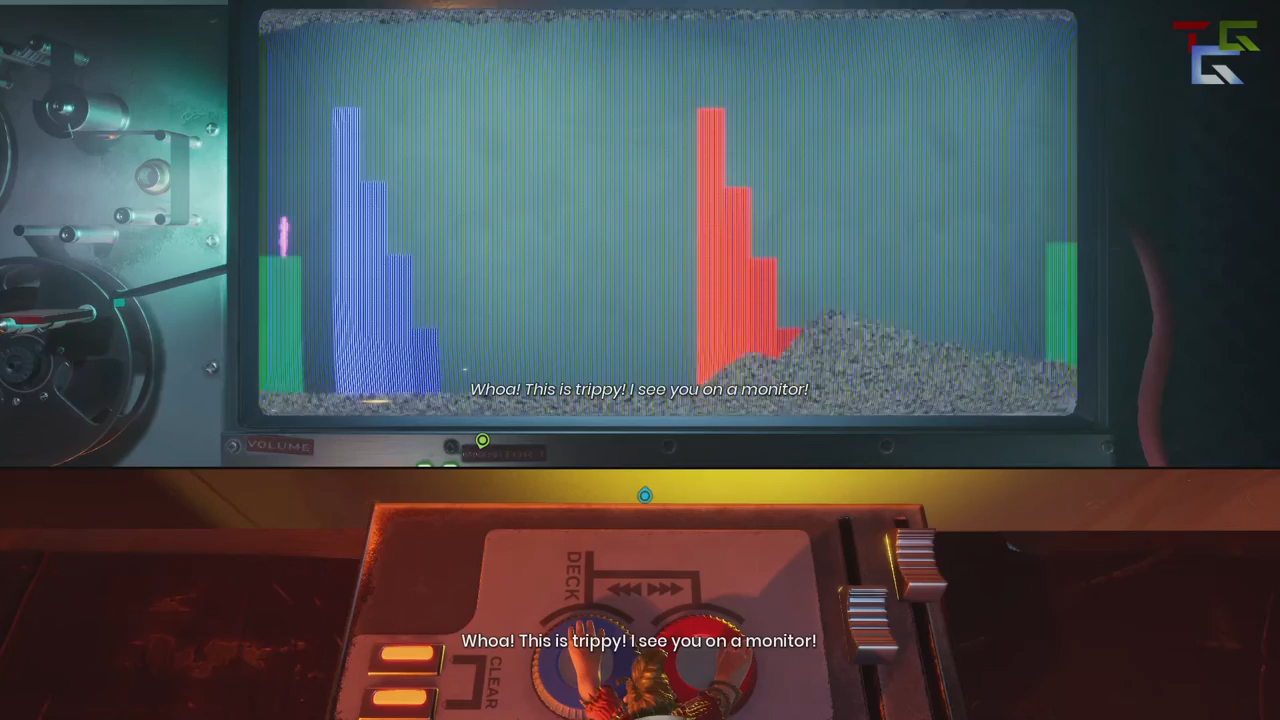 TGG
Whoa! This is trippy! I see you on a monitor!
VOLUME
DECK
Whoa! This is trippy! I see you on a monitor!
CLEAR